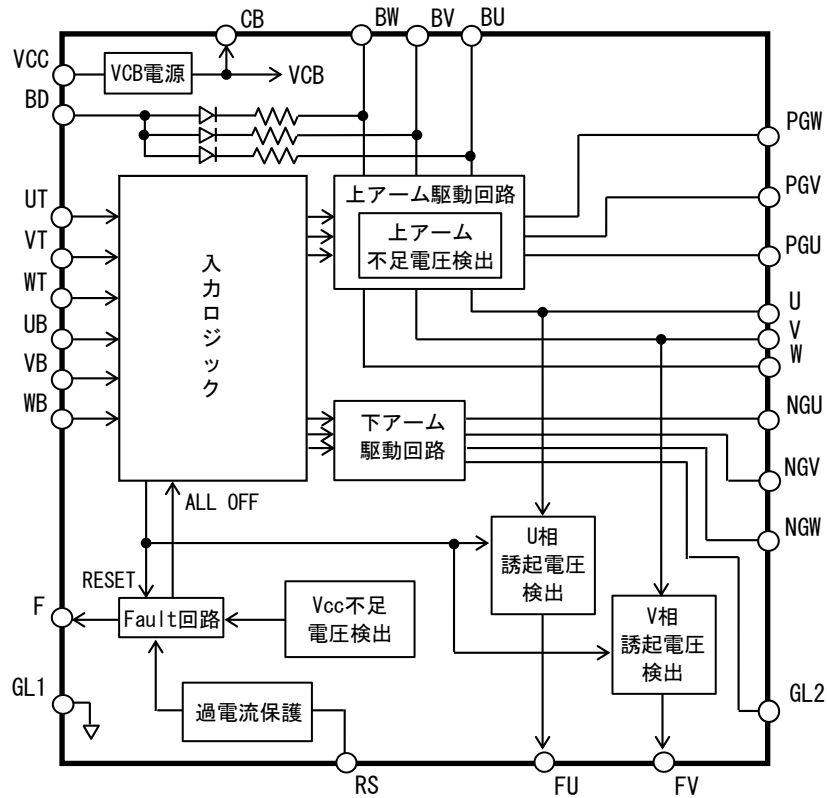 CB
BW
BV
BU
VCC
VCB電源
VCB
BD
PGW
PGV
PGU
UT
VT
WT
UB
VB
WB
入力ロジック
上アーム駆動回路
上アーム
不足電圧検出
U
V
W
下アーム
駆動回路
NGU
NGV
NGW
ALL OFF
RESET
U相
誘起電圧
検出
F
Fault回路
Vcc不足
電圧検出
V相
誘起電圧
検出
GL1
過電流保護
GL2
RS
FU
FV